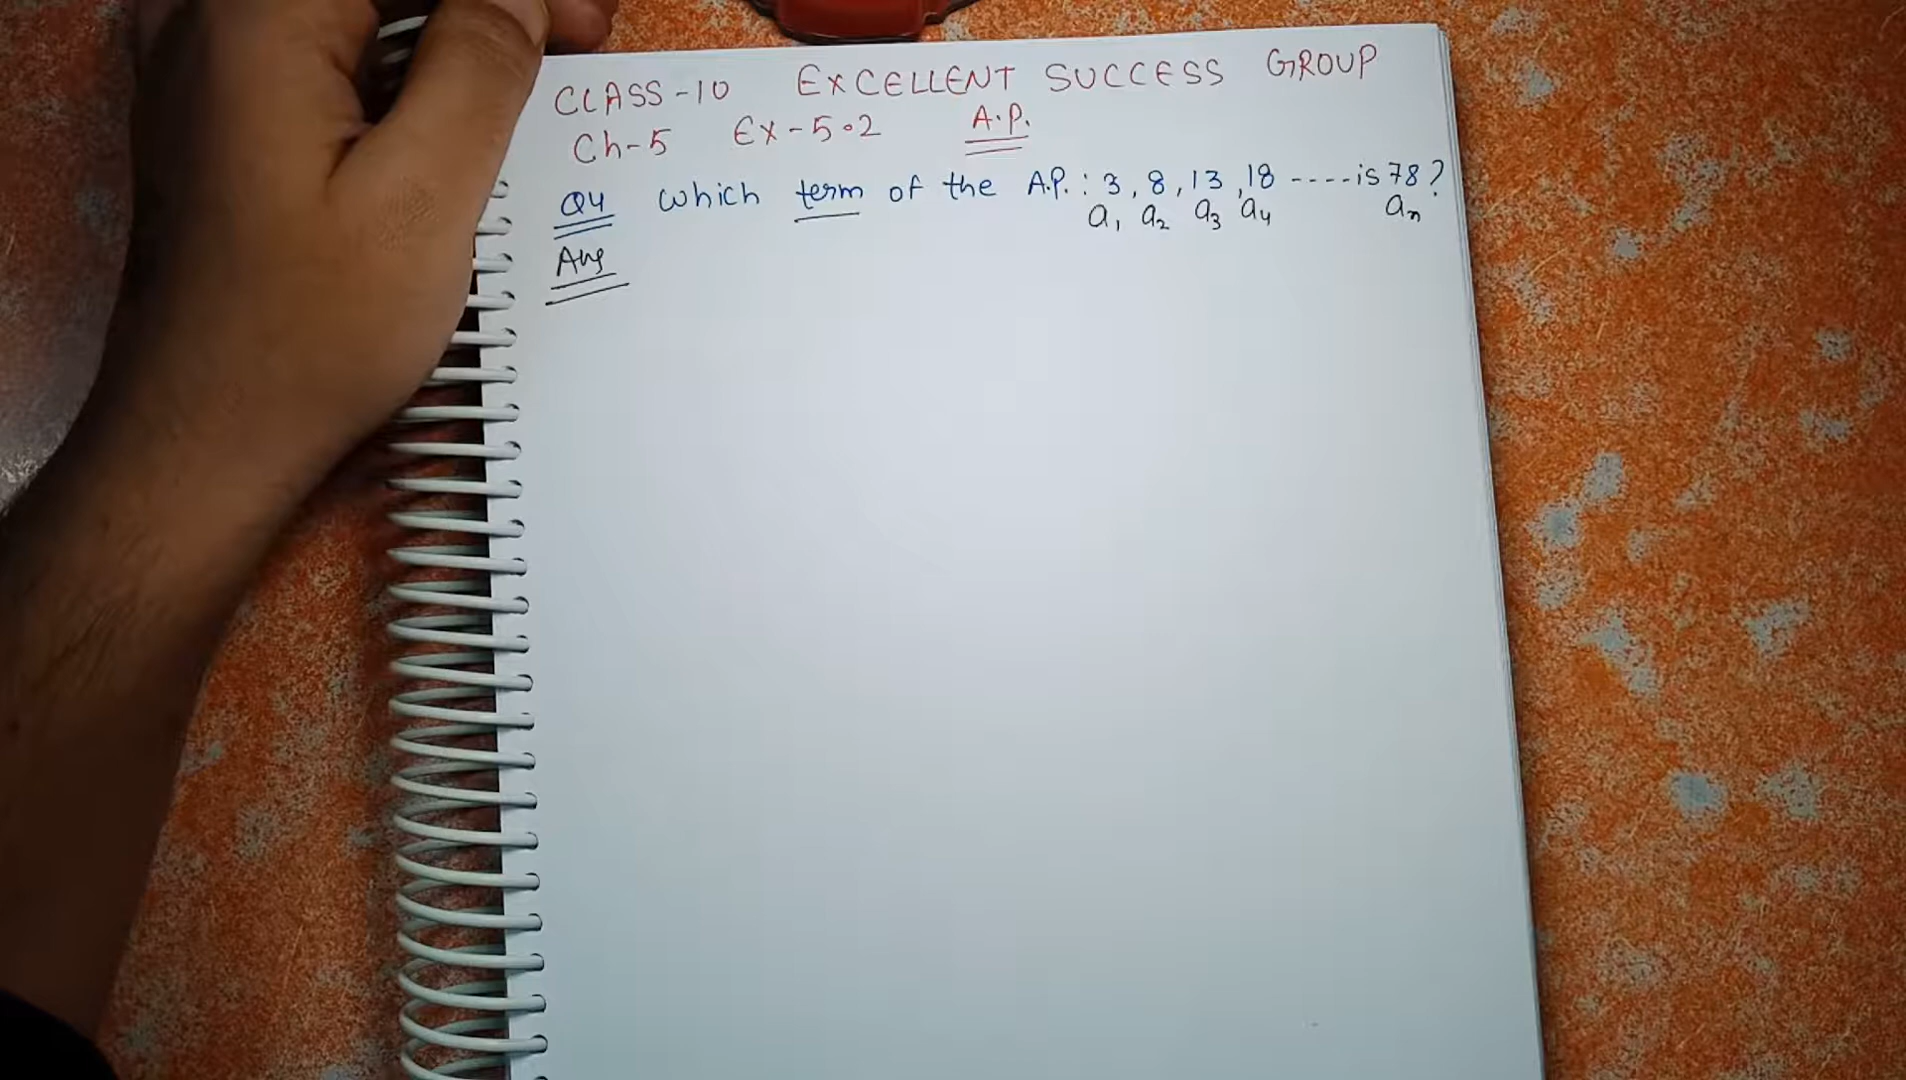 CLASS-10 EXCELLENT SUCCESS GROUP
Ch-5 Ex-5.2 A.P.
Q4 Which term of the A.P. : 3, 8, 13, 18 ---- is 78?
a1 a2 a3 a4 an
Ans